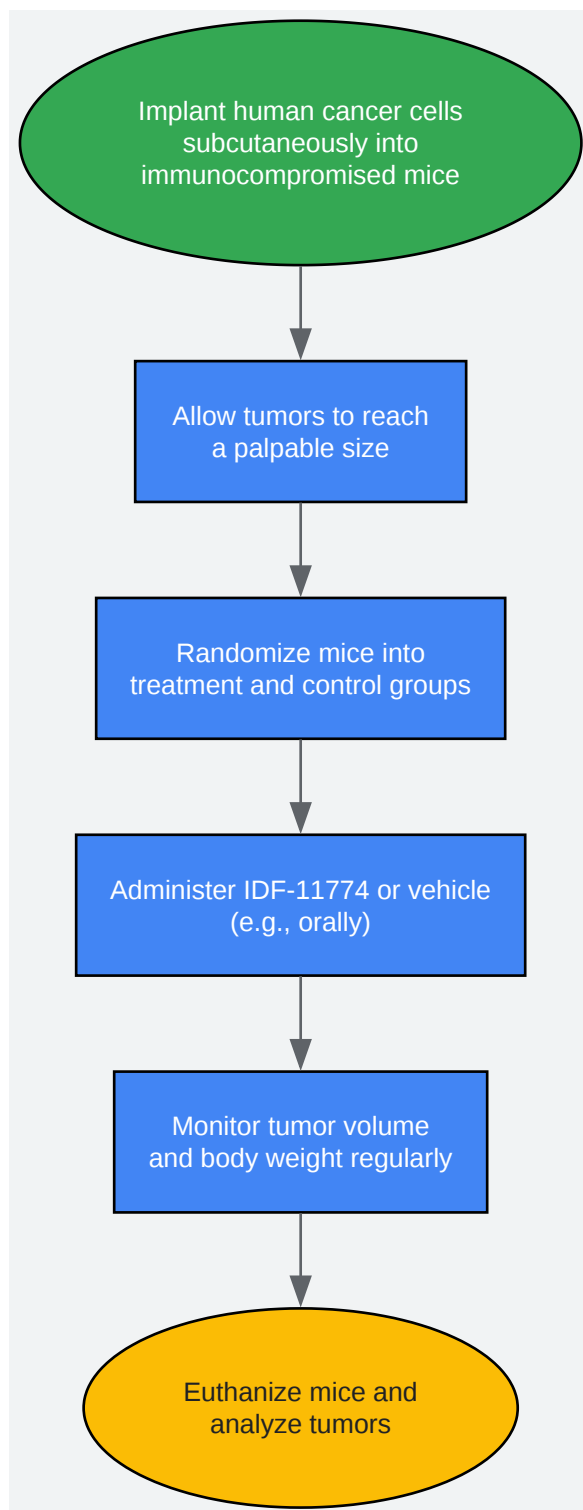 Implant human cancer cells
subcutaneously into
immunocompromised mice
Allow tumors to reach
a palpable size
Randomize mice into
treatment and control groups
Administer IDF-11774 or vehicle
(e.g., orally)
Monitor tumor volume
and body weight regularly
Euthanize mice and
analyze tumors